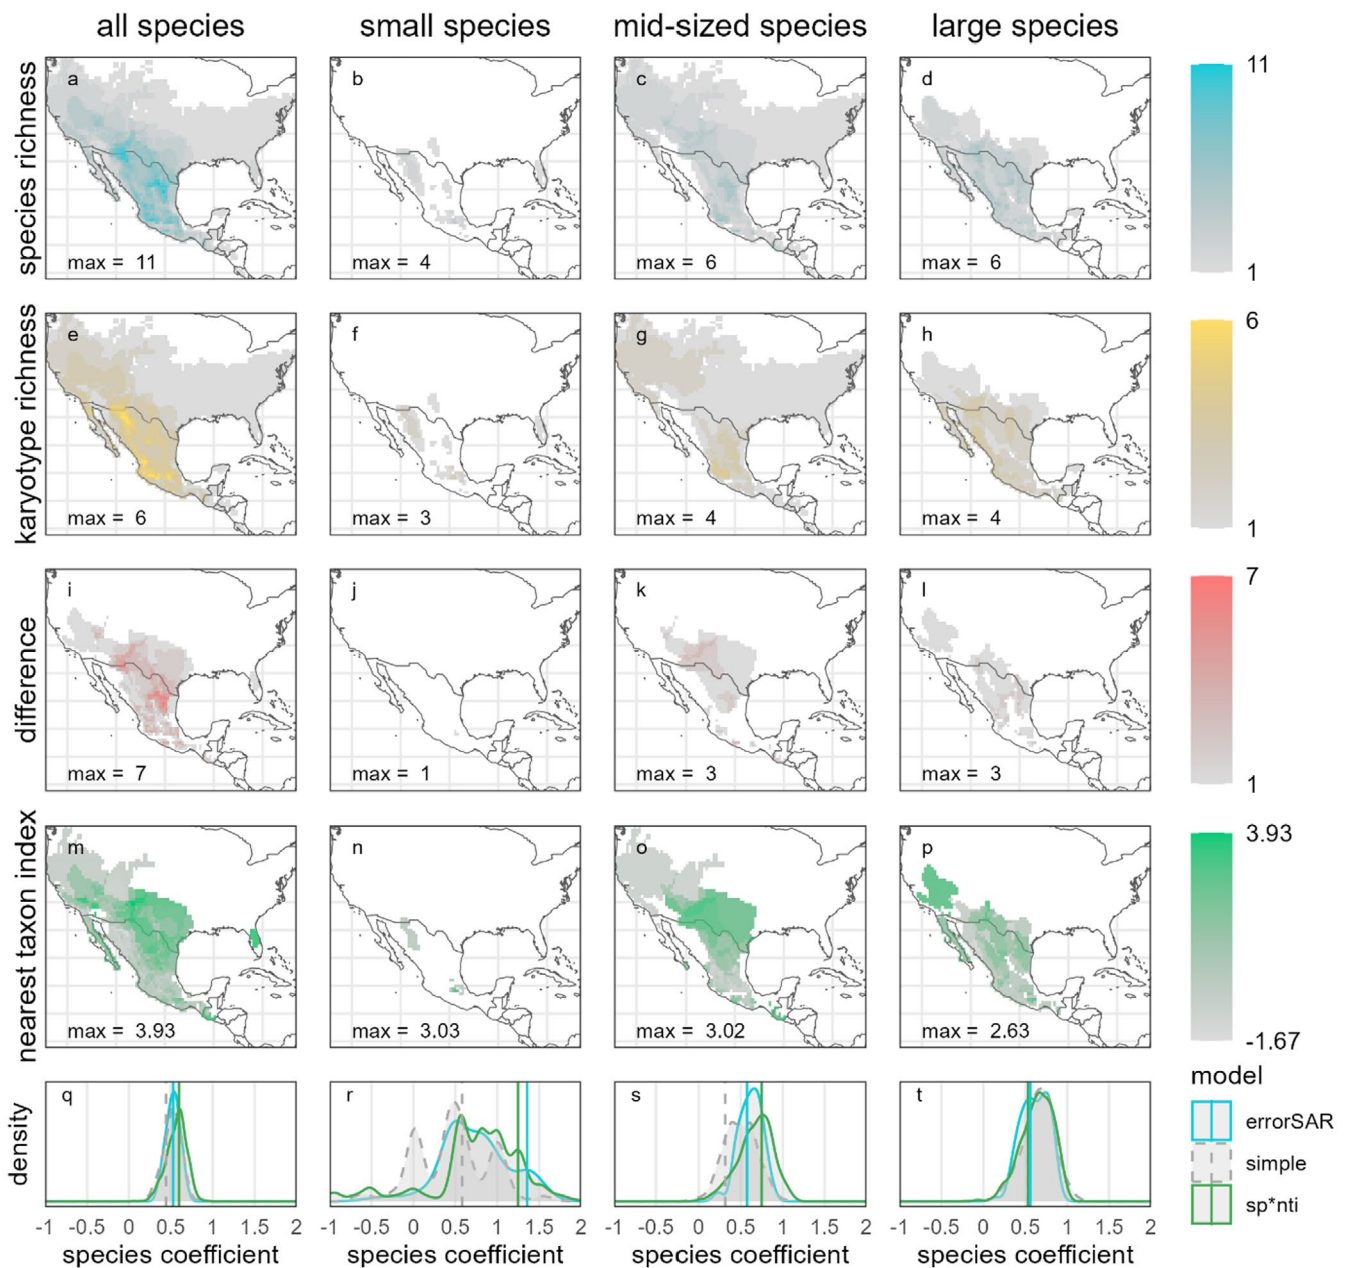 all species
small species
mid-sized species
large species
species richness
a
max = 11
b
max = 4
c
max = 6
d
max = 6
11
1
karyotype richness
e
max = 6
f
max = 3
g
max = 4
h
max = 4
6
1
difference
i
max = 7
j
max = 1
k
max = 3
l
max = 3
7
1
nearest taxon index
m
max = 3.93
n
max = 3.03
o
max = 3.02
p
max = 2.63
3.93
-1.67
density
q
r
s
t
-1 -0.5 0 0.5 1 1.5 2
-1 -0.5 0 0.5 1 1.5 2
-1 -0.5 0 0.5 1 1.5 2
-1 -0.5 0 0.5 1 1.5 2
species coefficient
species coefficient
species coefficient
species coefficient
model
errorSAR
simple
sp*nti